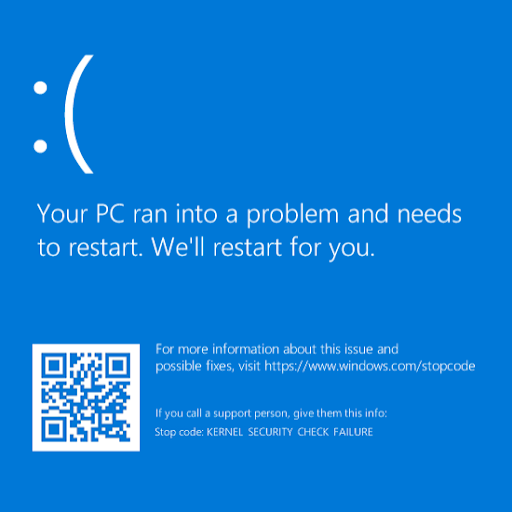 :(
Your PC ran into a problem and needs
to restart. We'll restart for you.
For more information about this issue and
possible fixes, visit https://www.windows.com/stopcode
If you call a support person, give them this info:
Stop code: KERNEL SECURITY CHECK FAILURE